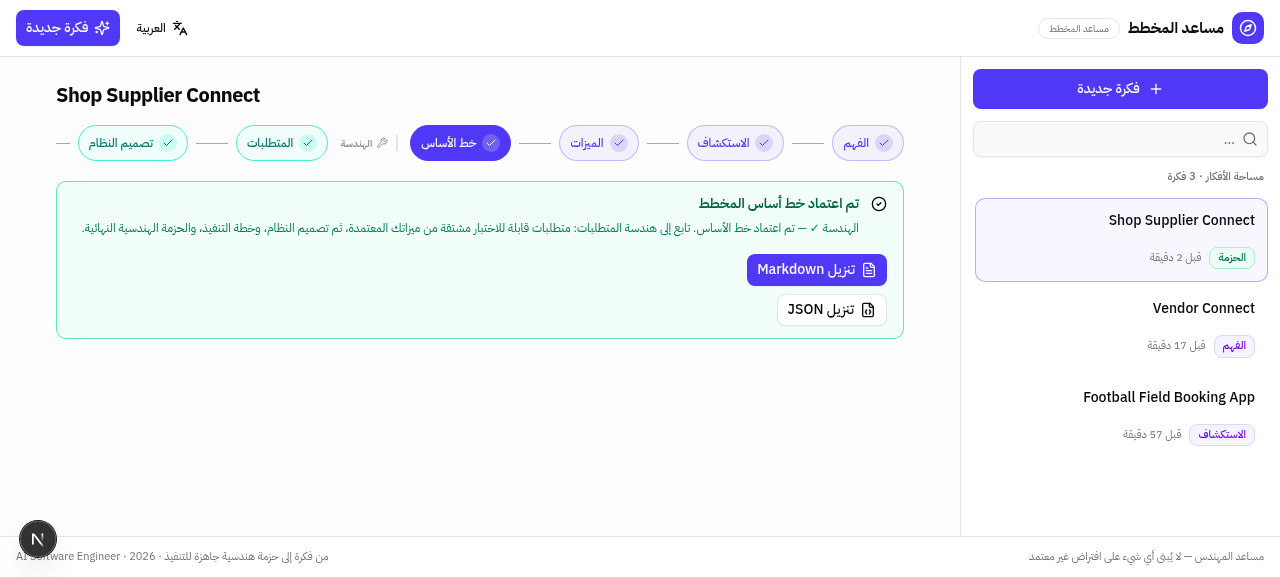 مساعد المخطط
مساعد المخطط
العربية
فكرة جديدة
فكرة جديدة
...
مساحة الأفكار · 3 فكرة
Shop Supplier Connect
الحزمة
قبل 2 دقيقة
Vendor Connect
الفهم
قبل 17 دقيقة
Football Field Booking App
الاستكشاف
قبل 57 دقيقة
Shop Supplier Connect
الفهم
الاستكشاف
الميزات
خط الأساس
الهندسة
المتطلبات
تصميم النظام
تم اعتماد خط أساس المخطط
الهندسة ✓ — تم اعتماد خط الأساس. تابع إلى هندسة المتطلبات: متطلبات قابلة للاختبار مشتقة من ميزاتك المعتمدة، ثم تصميم النظام، وخطة التنفيذ، والحزمة الهندسية النهائية.
تنزيل Markdown
تنزيل JSON
مساعد المهندس — لا يُبنى أي شيء على افتراض غير معتمد
من فكرة إلى حزمة هندسية جاهزة للتنفيذ · 2026 · AI Software Engineer
N